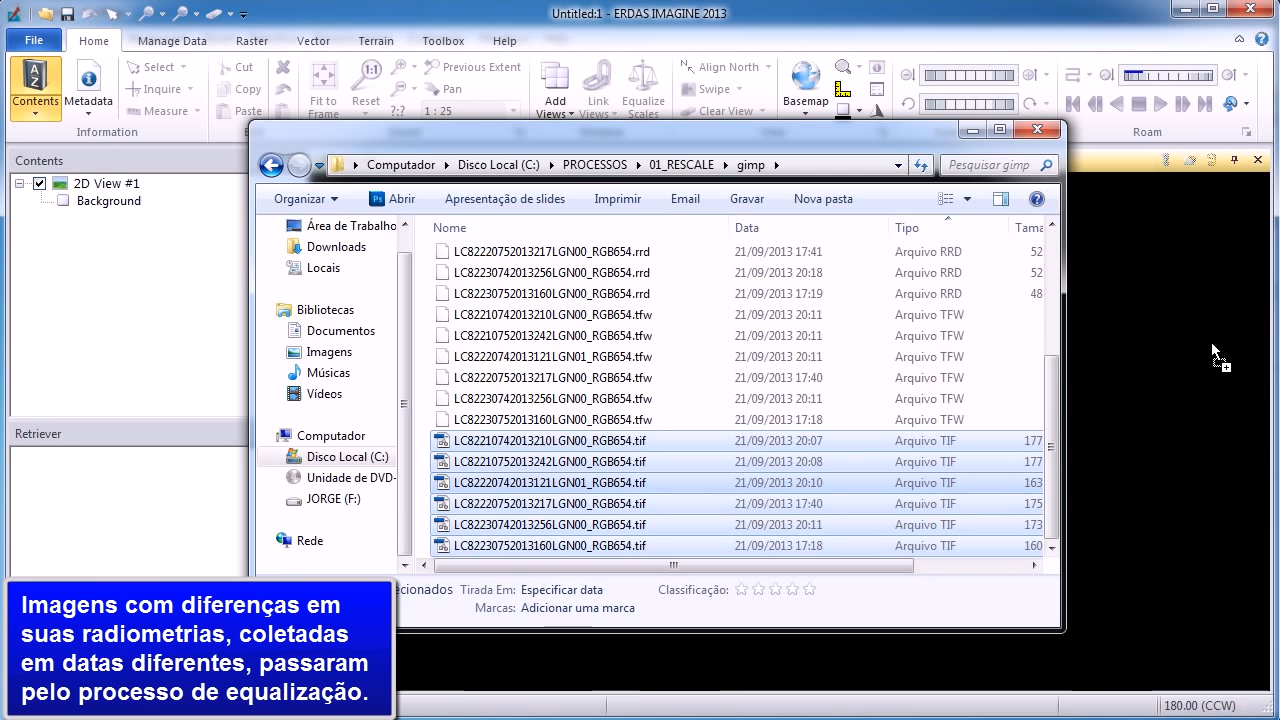 Untitled:1 - ERDAS IMAGINE 2013
File Home Manage Data Raster Vector Terrain Toolbox Help
Contents
Metadata
Information
Select
Inquire
Measure
Cut
Copy
Paste
Fit to Frame
Reset
1:1
?:?
Previous Extent
Pan
1 : 25
Add Views
Link Views
Equalize Scales
Align North
Swipe
Clear View
Basemap
Roam
Contents
2D View #1
Background
Retriever
Computador Disco Local (C:) PROCESSOS 01_RESCALE gimp
Pesquisar gimp
Organizar Abrir Apresentação de slides Imprimir Email Gravar Nova pasta
Área de Trabalho
Downloads
Locais
Bibliotecas
Documentos
Imagens
Músicas
Vídeos
Computador
Disco Local (C:)
Unidade de DVD-
JORGE (F:)
Rede
Nome Data Tipo Tama
LC82220752013217LGN00_RGB654.rrd 21/09/2013 17:41 Arquivo RRD 52
LC82230742013256LGN00_RGB654.rrd 21/09/2013 20:18 Arquivo RRD 52
LC82230752013160LGN00_RGB654.rrd 21/09/2013 17:19 Arquivo RRD 48
LC82210742013210LGN00_RGB654.tfw 21/09/2013 20:11 Arquivo TFW
LC82210752013242LGN00_RGB654.tfw 21/09/2013 20:11 Arquivo TFW
LC82220742013121LGN01_RGB654.tfw 21/09/2013 20:11 Arquivo TFW
LC82220752013217LGN00_RGB654.tfw 21/09/2013 17:40 Arquivo TFW
LC82230742013256LGN00_RGB654.tfw 21/09/2013 20:11 Arquivo TFW
LC82230752013160LGN00_RGB654.tfw 21/09/2013 17:18 Arquivo TFW
LC82210742013210LGN00_RGB654.tif 21/09/2013 20:07 Arquivo TIF 177
LC82210752013242LGN00_RGB654.tif 21/09/2013 20:08 Arquivo TIF 177
LC82220742013121LGN01_RGB654.tif 21/09/2013 20:10 Arquivo TIF 163
LC82220752013217LGN00_RGB654.tif 21/09/2013 17:40 Arquivo TIF 175
LC82230742013256LGN00_RGB654.tif 21/09/2013 20:11 Arquivo TIF 173
LC82230752013160LGN00_RGB654.tif 21/09/2013 17:18 Arquivo TIF 160
ecionados Tirada Em: Especificar data Classificação:
Marcas: Adicionar uma marca
Imagens com diferenças em
suas radiometrias, coletadas
em datas diferentes, passaram
pelo processo de equalização.
180.00 (CCW)